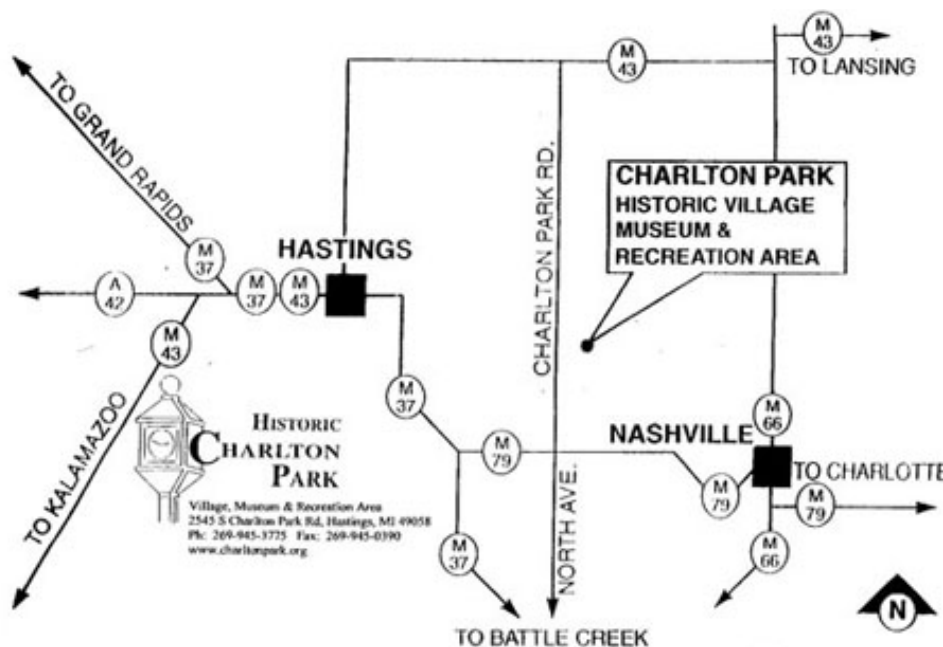 M
43
TO LANSING
M
43
TO GRAND RAPIDS
CHARLTON PARK RD.
CHARLTON PARK
HISTORIC VILLAGE
MUSEUM &
RECREATION AREA
HASTINGS
M
37
A
42
M
37
M
43
M
43
TO KALAMAZOO
M
37
HISTORIC
CHARLTON
PARK
Village, Museum & Recreation Area
2545 S Charlton Park Rd, Hastings, MI 49058
Ph: 269-945-3775 Fax: 269-945-0390
www.charltonpark.org
M
79
NASHVILLE
M
66
TO CHARLOTTE
M
79
M
79
NORTH AVE.
M
37
M
66
TO BATTLE CREEK
N